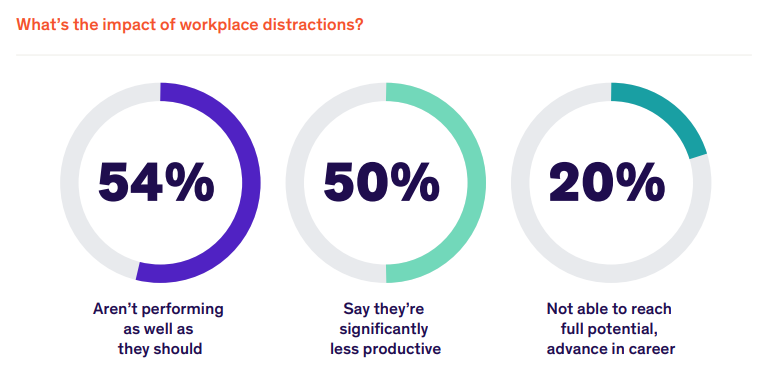 What's the impact of workplace distractions?
54%
50%
20%
Aren't performing
as well as
they should
Say they're
significantly
less productive
Not able to reach
full potential,
advance in career